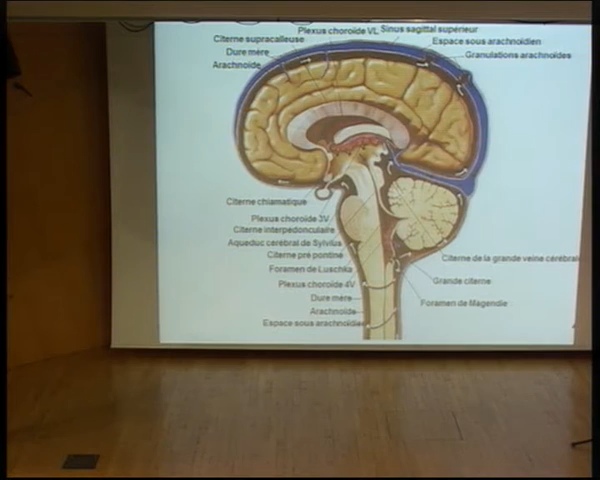 Plexus choroïde VL
Sinus sagittal supérieur
Citerne supracalleuse
Espace sous arachnoïdien
Dure mère
Granulations arachnoïdes
Arachnoïde
Citerne chiamatique
Plexus choroïde 3V
Citerne interpédonculaire
Aqueduc cérébral de Sylvius
Citerne pré pontine
Citerne de la grande veine cérébral
Foramen de Luschka
Grande citerne
Plexus choroïde 4V
Dure mère
Foramen de Magendie
Arachnoïde
Espace sous arachnoïdien